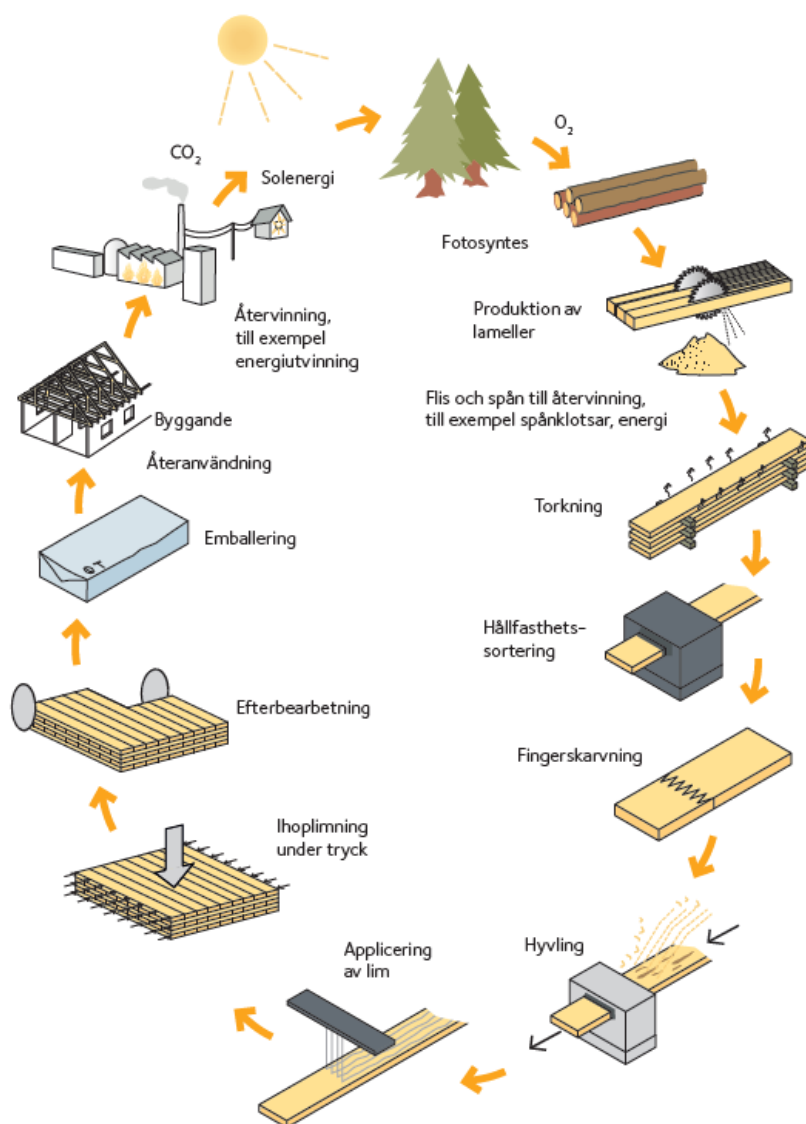 O₂
CO₂
Solenergi
Fotosyntes
Produktion av
lameller
Flis och spån till återvinning,
till exempel spånklotsar, energi
Torkning
Hållfasthets-
sortering
Fingerskarvning
Hyvling
Applicering
av lim
Ihoplimning
under tryck
Efterbearbetning
Emballering
Återanvändning
Byggande
Återvinning,
till exempel
energiutvinning